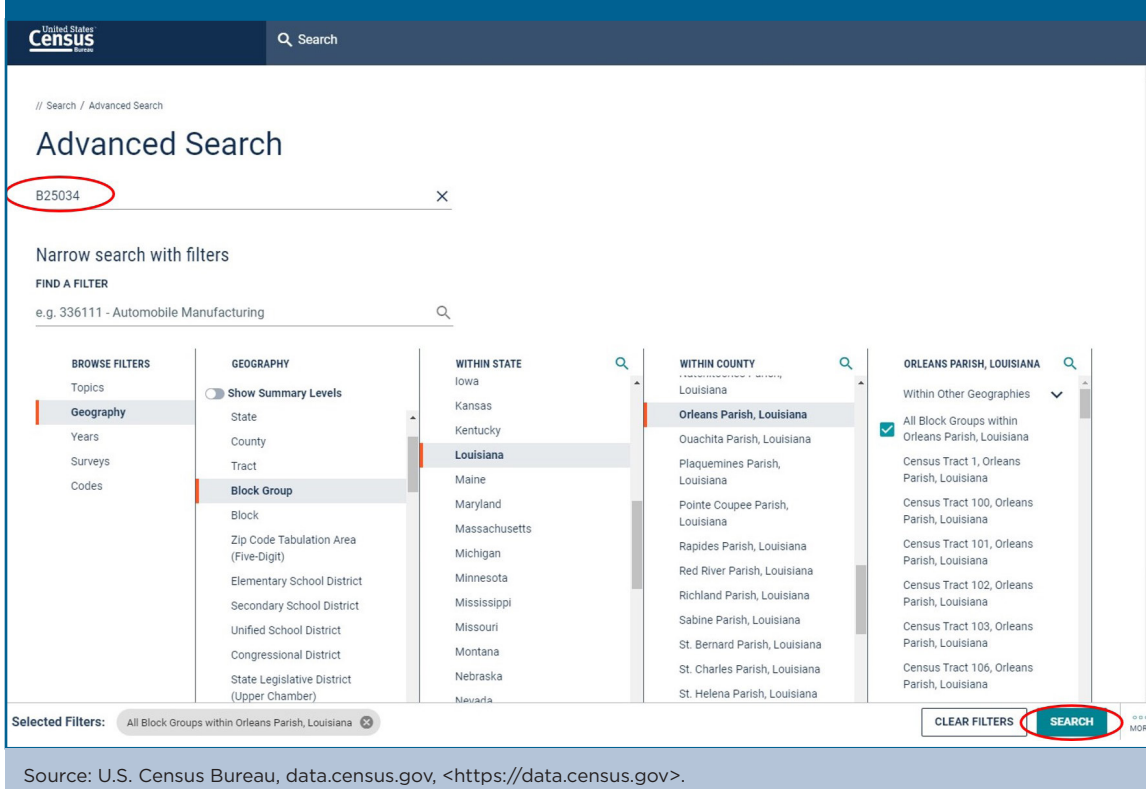 United States
Census
Bureau
Search
// Search / Advanced Search
Advanced Search
B25034
Narrow search with filters
FIND A FILTER
e.g. 336111 - Automobile Manufacturing
BROWSE FILTERS
Topics
Geography
Years
Surveys
Codes
GEOGRAPHY
Show Summary Levels
State
County
Tract
Block Group
Block
Zip Code Tabulation Area
(Five-Digit)
Elementary School District
Secondary School District
Unified School District
Congressional District
State Legislative District
(Upper Chamber)
WITHIN STATE
Iowa
Kansas
Kentucky
Louisiana
Maine
Maryland
Massachusetts
Michigan
Minnesota
Mississippi
Missouri
Montana
Nebraska
Nevada
WITHIN COUNTY
Louisiana
Orleans Parish, Louisiana
Ouachita Parish, Louisiana
Plaquemines Parish,
Louisiana
Pointe Coupee Parish,
Louisiana
Rapides Parish, Louisiana
Red River Parish, Louisiana
Richland Parish, Louisiana
Sabine Parish, Louisiana
St. Bernard Parish, Louisiana
St. Charles Parish, Louisiana
St. Helena Parish, Louisiana
ORLEANS PARISH, LOUISIANA
Within Other Geographies
All Block Groups within
Orleans Parish, Louisiana
Census Tract 1, Orleans
Parish, Louisiana
Census Tract 100, Orleans
Parish, Louisiana
Census Tract 101, Orleans
Parish, Louisiana
Census Tract 102, Orleans
Parish, Louisiana
Census Tract 103, Orleans
Parish, Louisiana
Census Tract 106, Orleans
Parish, Louisiana
Selected Filters:
All Block Groups within Orleans Parish, Louisiana
CLEAR FILTERS
SEARCH
Source: U.S. Census Bureau, data.census.gov, <https://data.census.gov>.